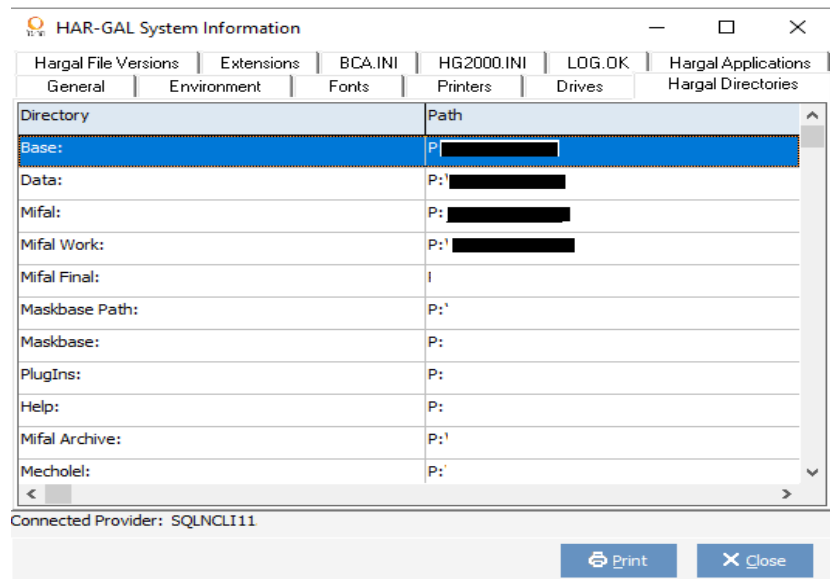 HAR-GAL System Information
Hargal File Versions Extensions BCA.INI HG2000.INI LOG.OK Hargal Applications
General Environment Fonts Printers Drives Hargal Directories
Directory Path
Base: P
Data: P:\
Mifal: P:
Mifal Work: P:\
Mifal Final:
Maskbase Path: P:\
Maskbase: P:
PlugIns: P:
Help: P:
Mifal Archive: P:\
Mecholel: P:
Connected Provider: SQLNCLI11
Print Close